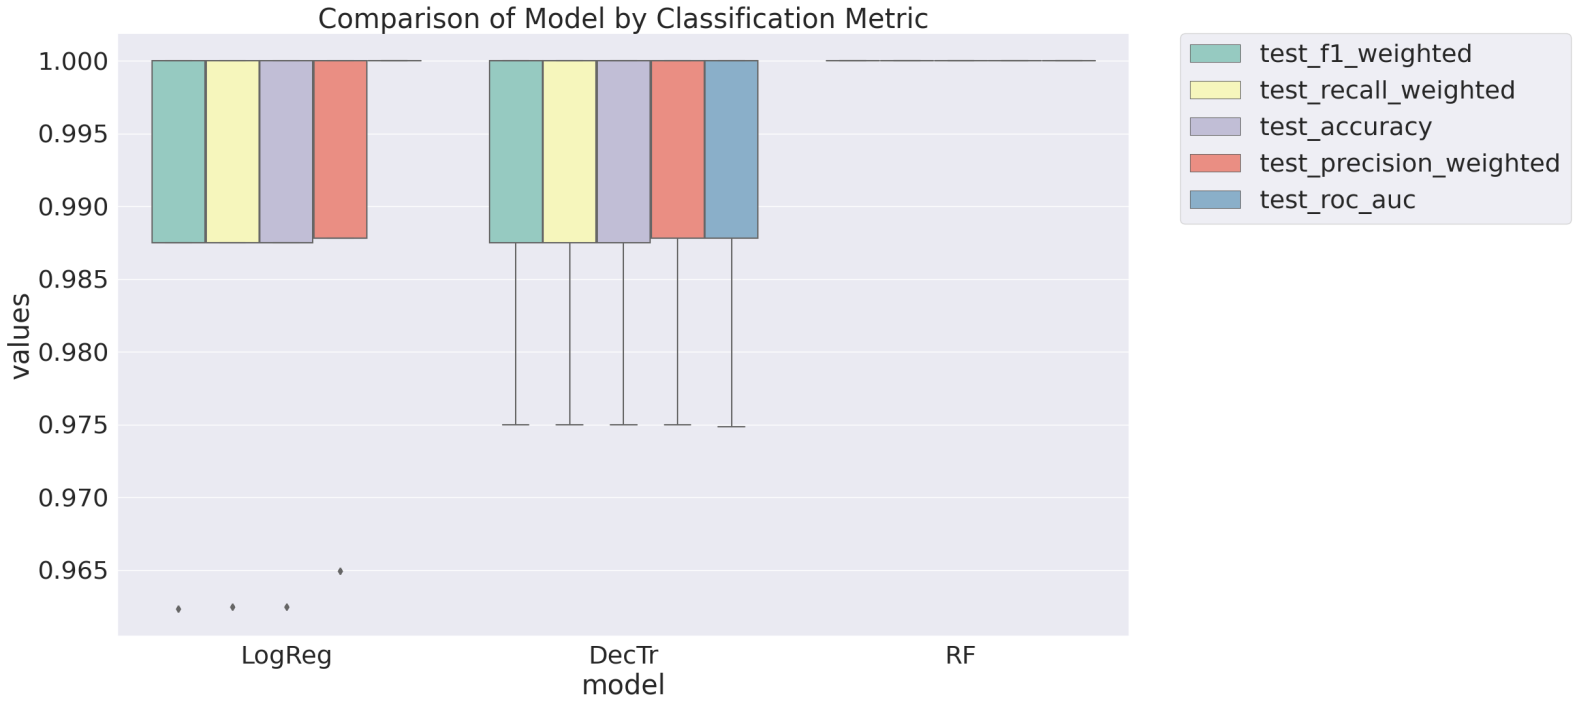 Comparison of Model by Classification Metric
1.000
0.995
0.990
0.985
0.980
0.975
0.970
0.965
values
LogReg
DecTr
RF
model
test_f1_weighted
test_recall_weighted
test_accuracy
test_precision_weighted
test_roc_auc